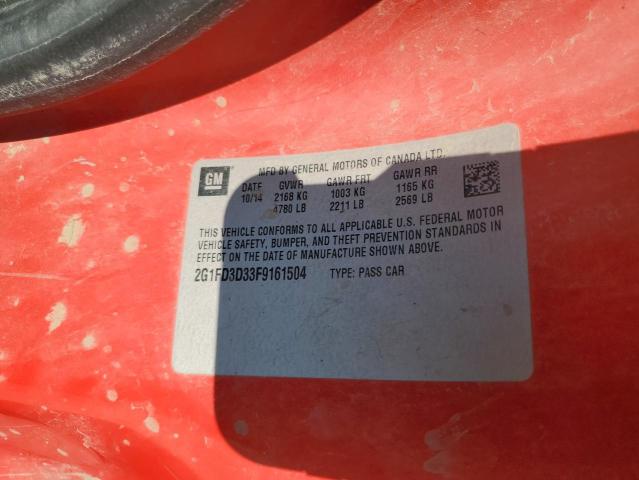 MFD BY GENERAL MOTORS OF CANADA LTD.
GM
DATE GVWR GAWR FRT GAWR RR
10/14 2168 KG 1003 KG 1165 KG
4780 LB 2211 LB 2569 LB
THIS VEHICLE CONFORMS TO ALL APPLICABLE U.S. FEDERAL MOTOR
VEHICLE SAFETY, BUMPER, AND THEFT PREVENTION STANDARDS IN
EFFECT ON THE DATE OF MANUFACTURE SHOWN ABOVE.
2G1FD3D33F9161504 TYPE: PASS CAR